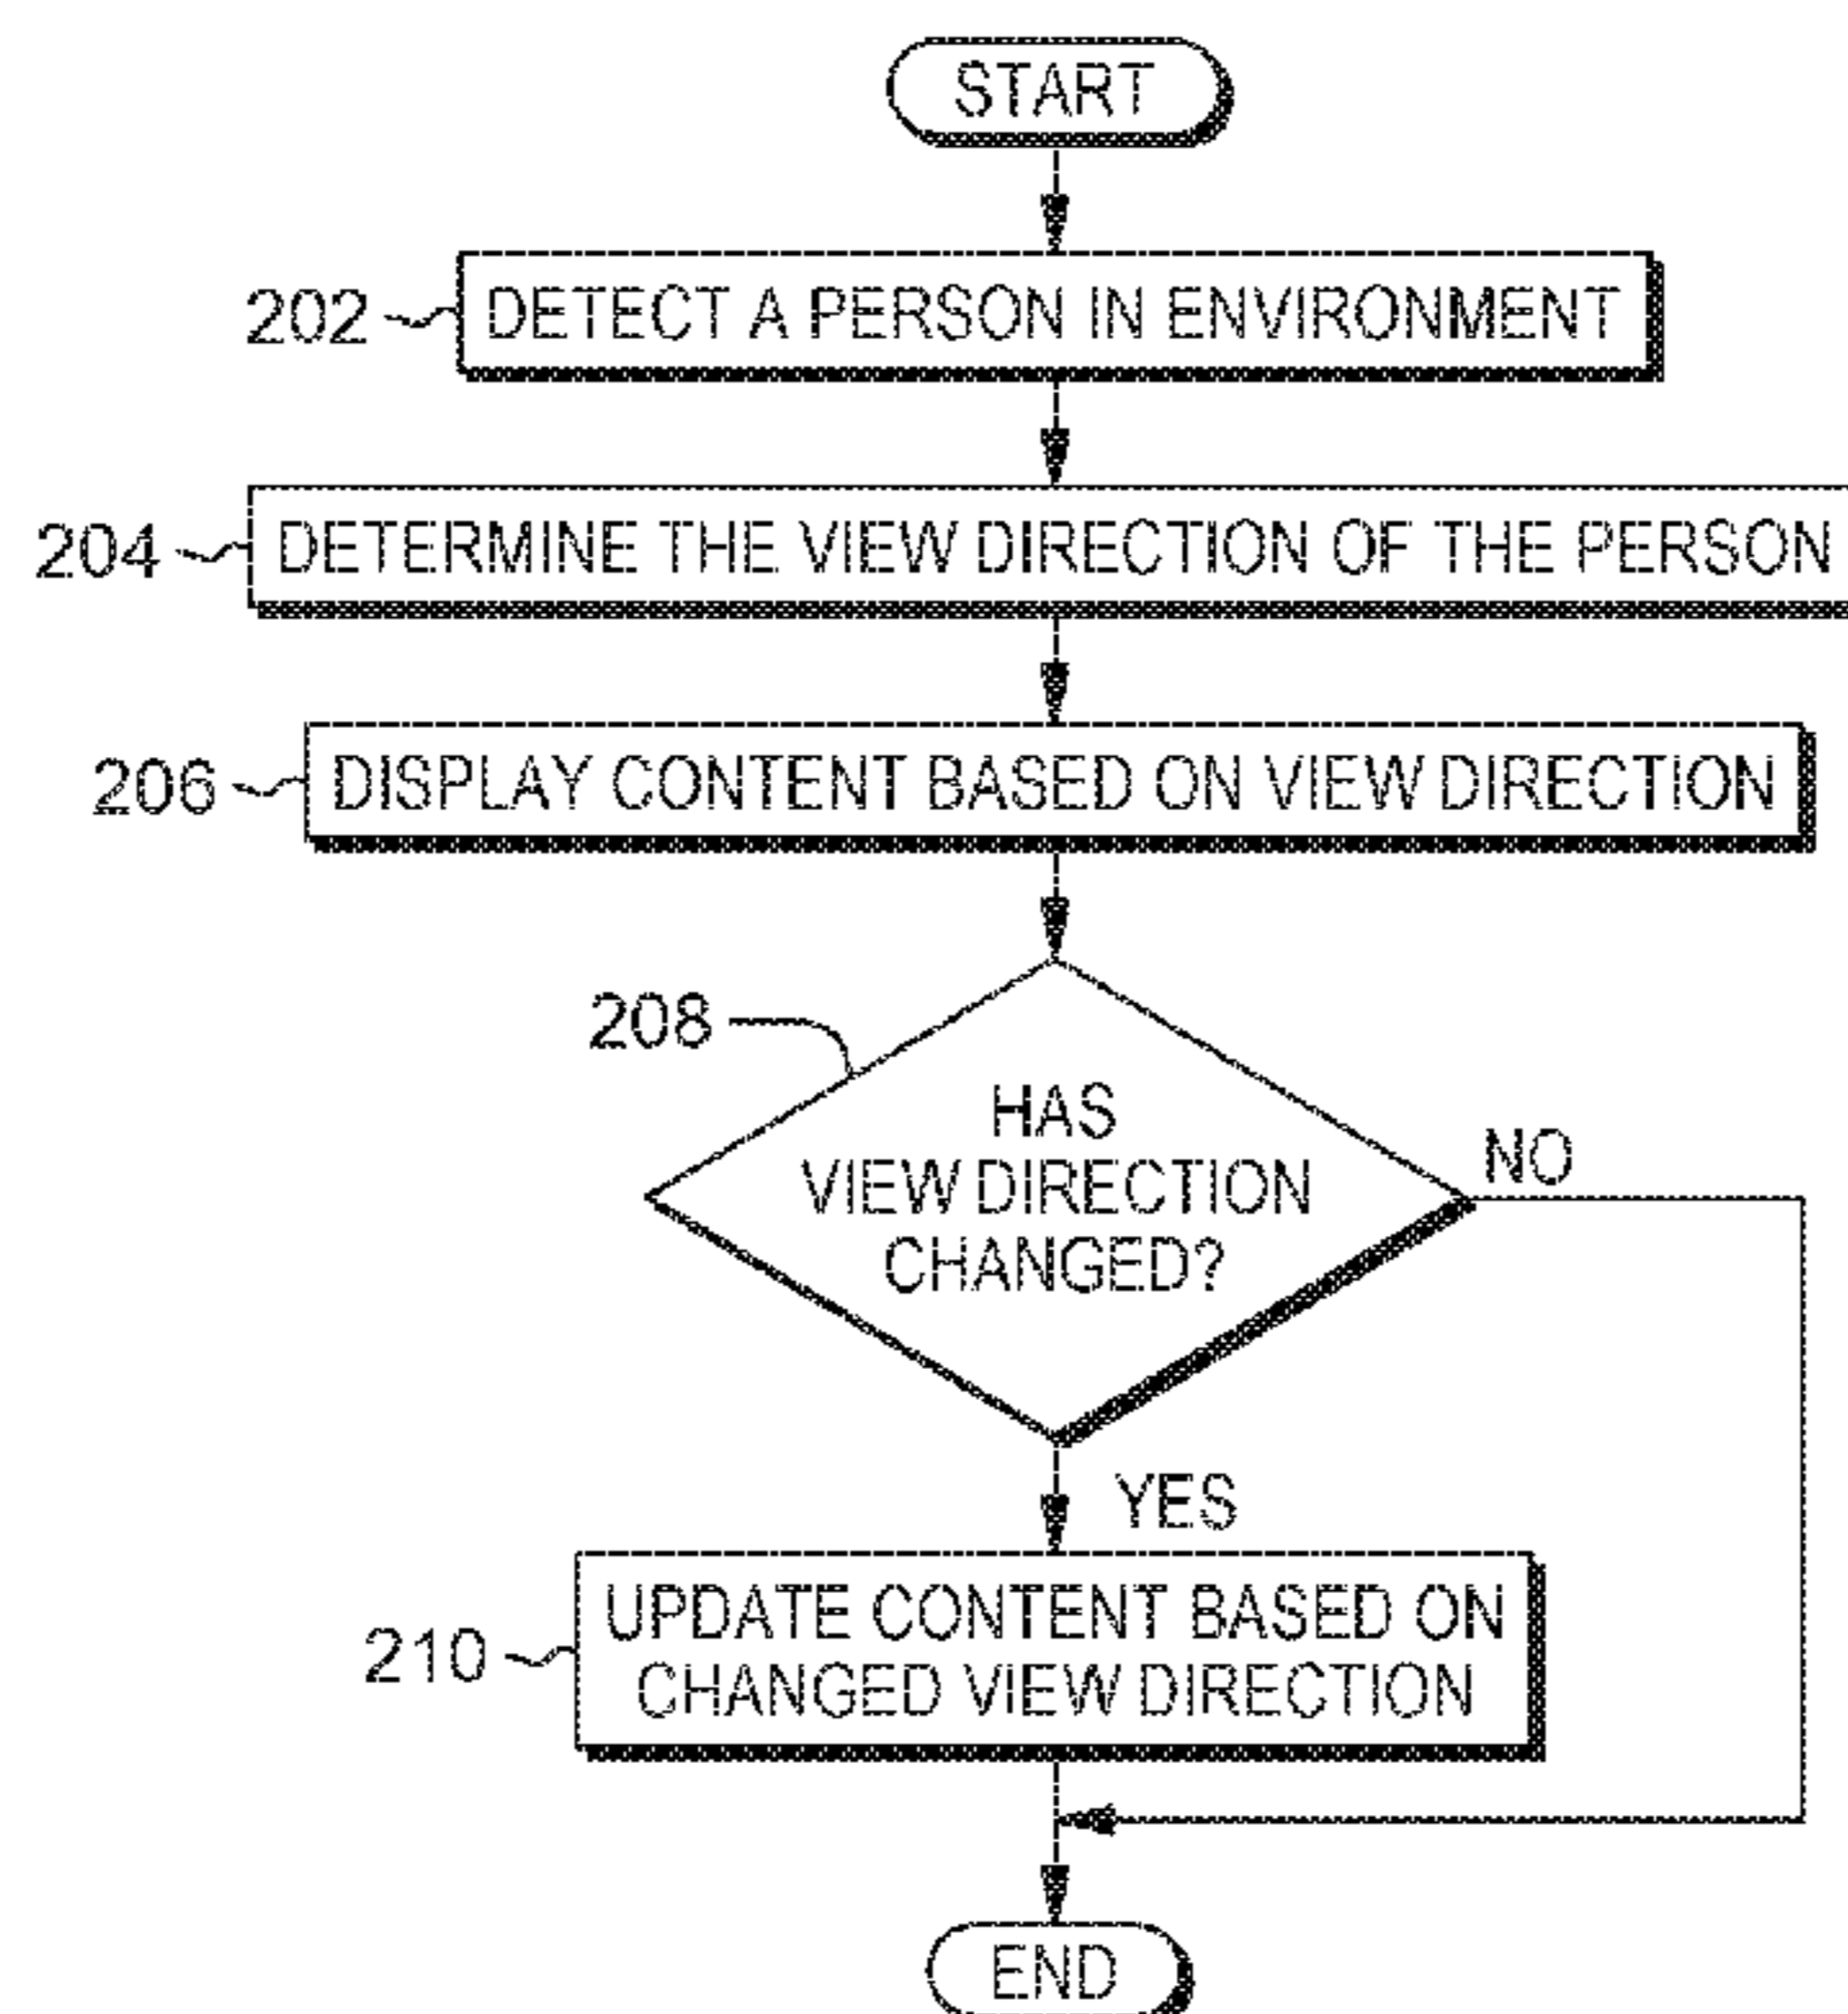 START
202
DETECT A PERSON IN ENVIRONMENT
204
DETERMINE THE VIEW DIRECTION OF THE PERSON
206
DISPLAY CONTENT BASED ON VIEW DIRECTION
208
HAS
VIEW DIRECTION
CHANGED?
NO
YES
210
UPDATE CONTENT BASED ON
CHANGED VIEW DIRECTION
END